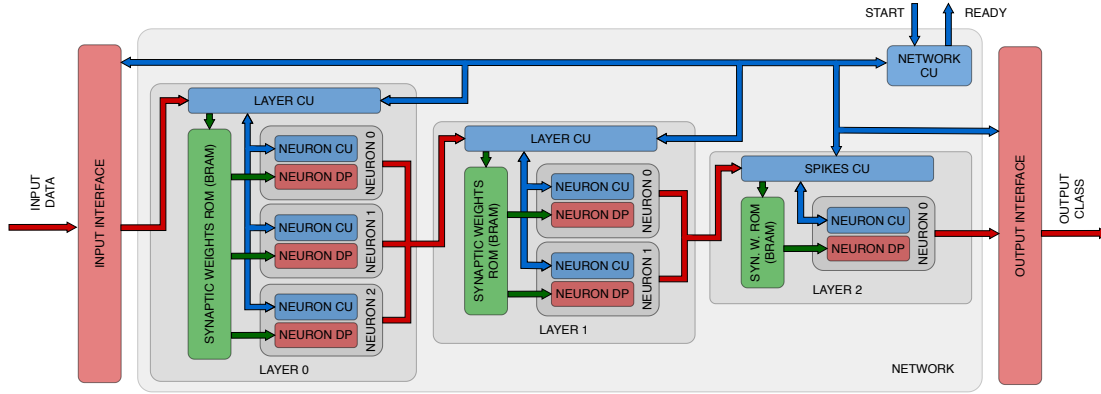 START
READY
NETWORK
CU
INPUT
DATA
INPUT INTERFACE
LAYER CU
SYNAPTIC WEIGHTS ROM (BRAM)
NEURON CU
NEURON DP
NEURON 0
NEURON CU
NEURON DP
NEURON 1
NEURON CU
NEURON DP
NEURON 2
LAYER 0
LAYER CU
SYNAPTIC WEIGHTS
ROM (BRAM)
NEURON CU
NEURON DP
NEURON 0
NEURON CU
NEURON DP
NEURON 1
LAYER 1
SPIKES CU
SYN. W. ROM
(BRAM)
NEURON CU
NEURON DP
NEURON 0
LAYER 2
NETWORK
OUTPUT INTERFACE
OUTPUT
CLASS